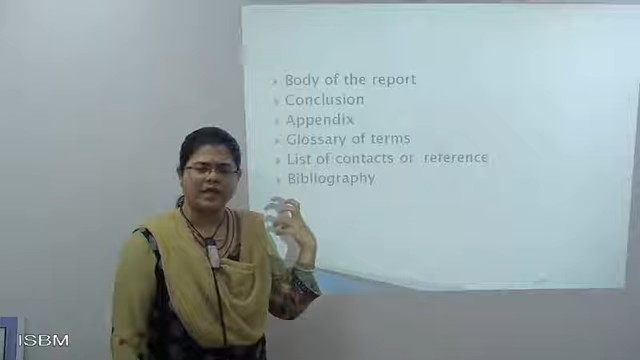 Body of the report
Conclusion
Appendix
Glossary of terms
List of contacts or reference
Bibliography
ISBM